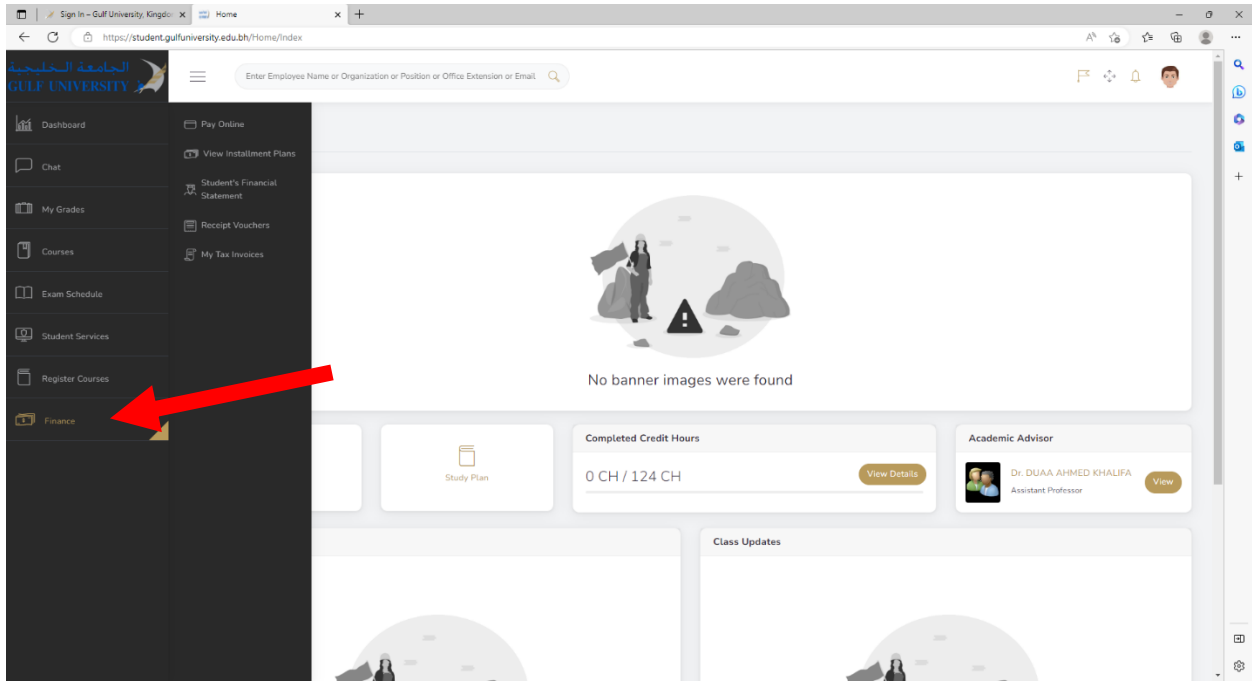 Sign In – Gulf University, Kingdo
Home
https://student.gulfuniversity.edu.bh/Home/Index
الجامعة الخليجية
GULF UNIVERSITY
Enter Employee Name or Organization or Position or Office Extension or Email
Dashboard
Chat
My Grades
Courses
Exam Schedule
Student Services
Register Courses
Finance
Pay Online
View Installment Plans
Student's Financial
Statement
Receipt Vouchers
My Tax Invoices
No banner images were found
Study Plan
Completed Credit Hours
0 CH / 124 CH
View Details
Academic Advisor
Dr. DUAA AHMED KHALIFA
Assistant Professor
View
Class Updates